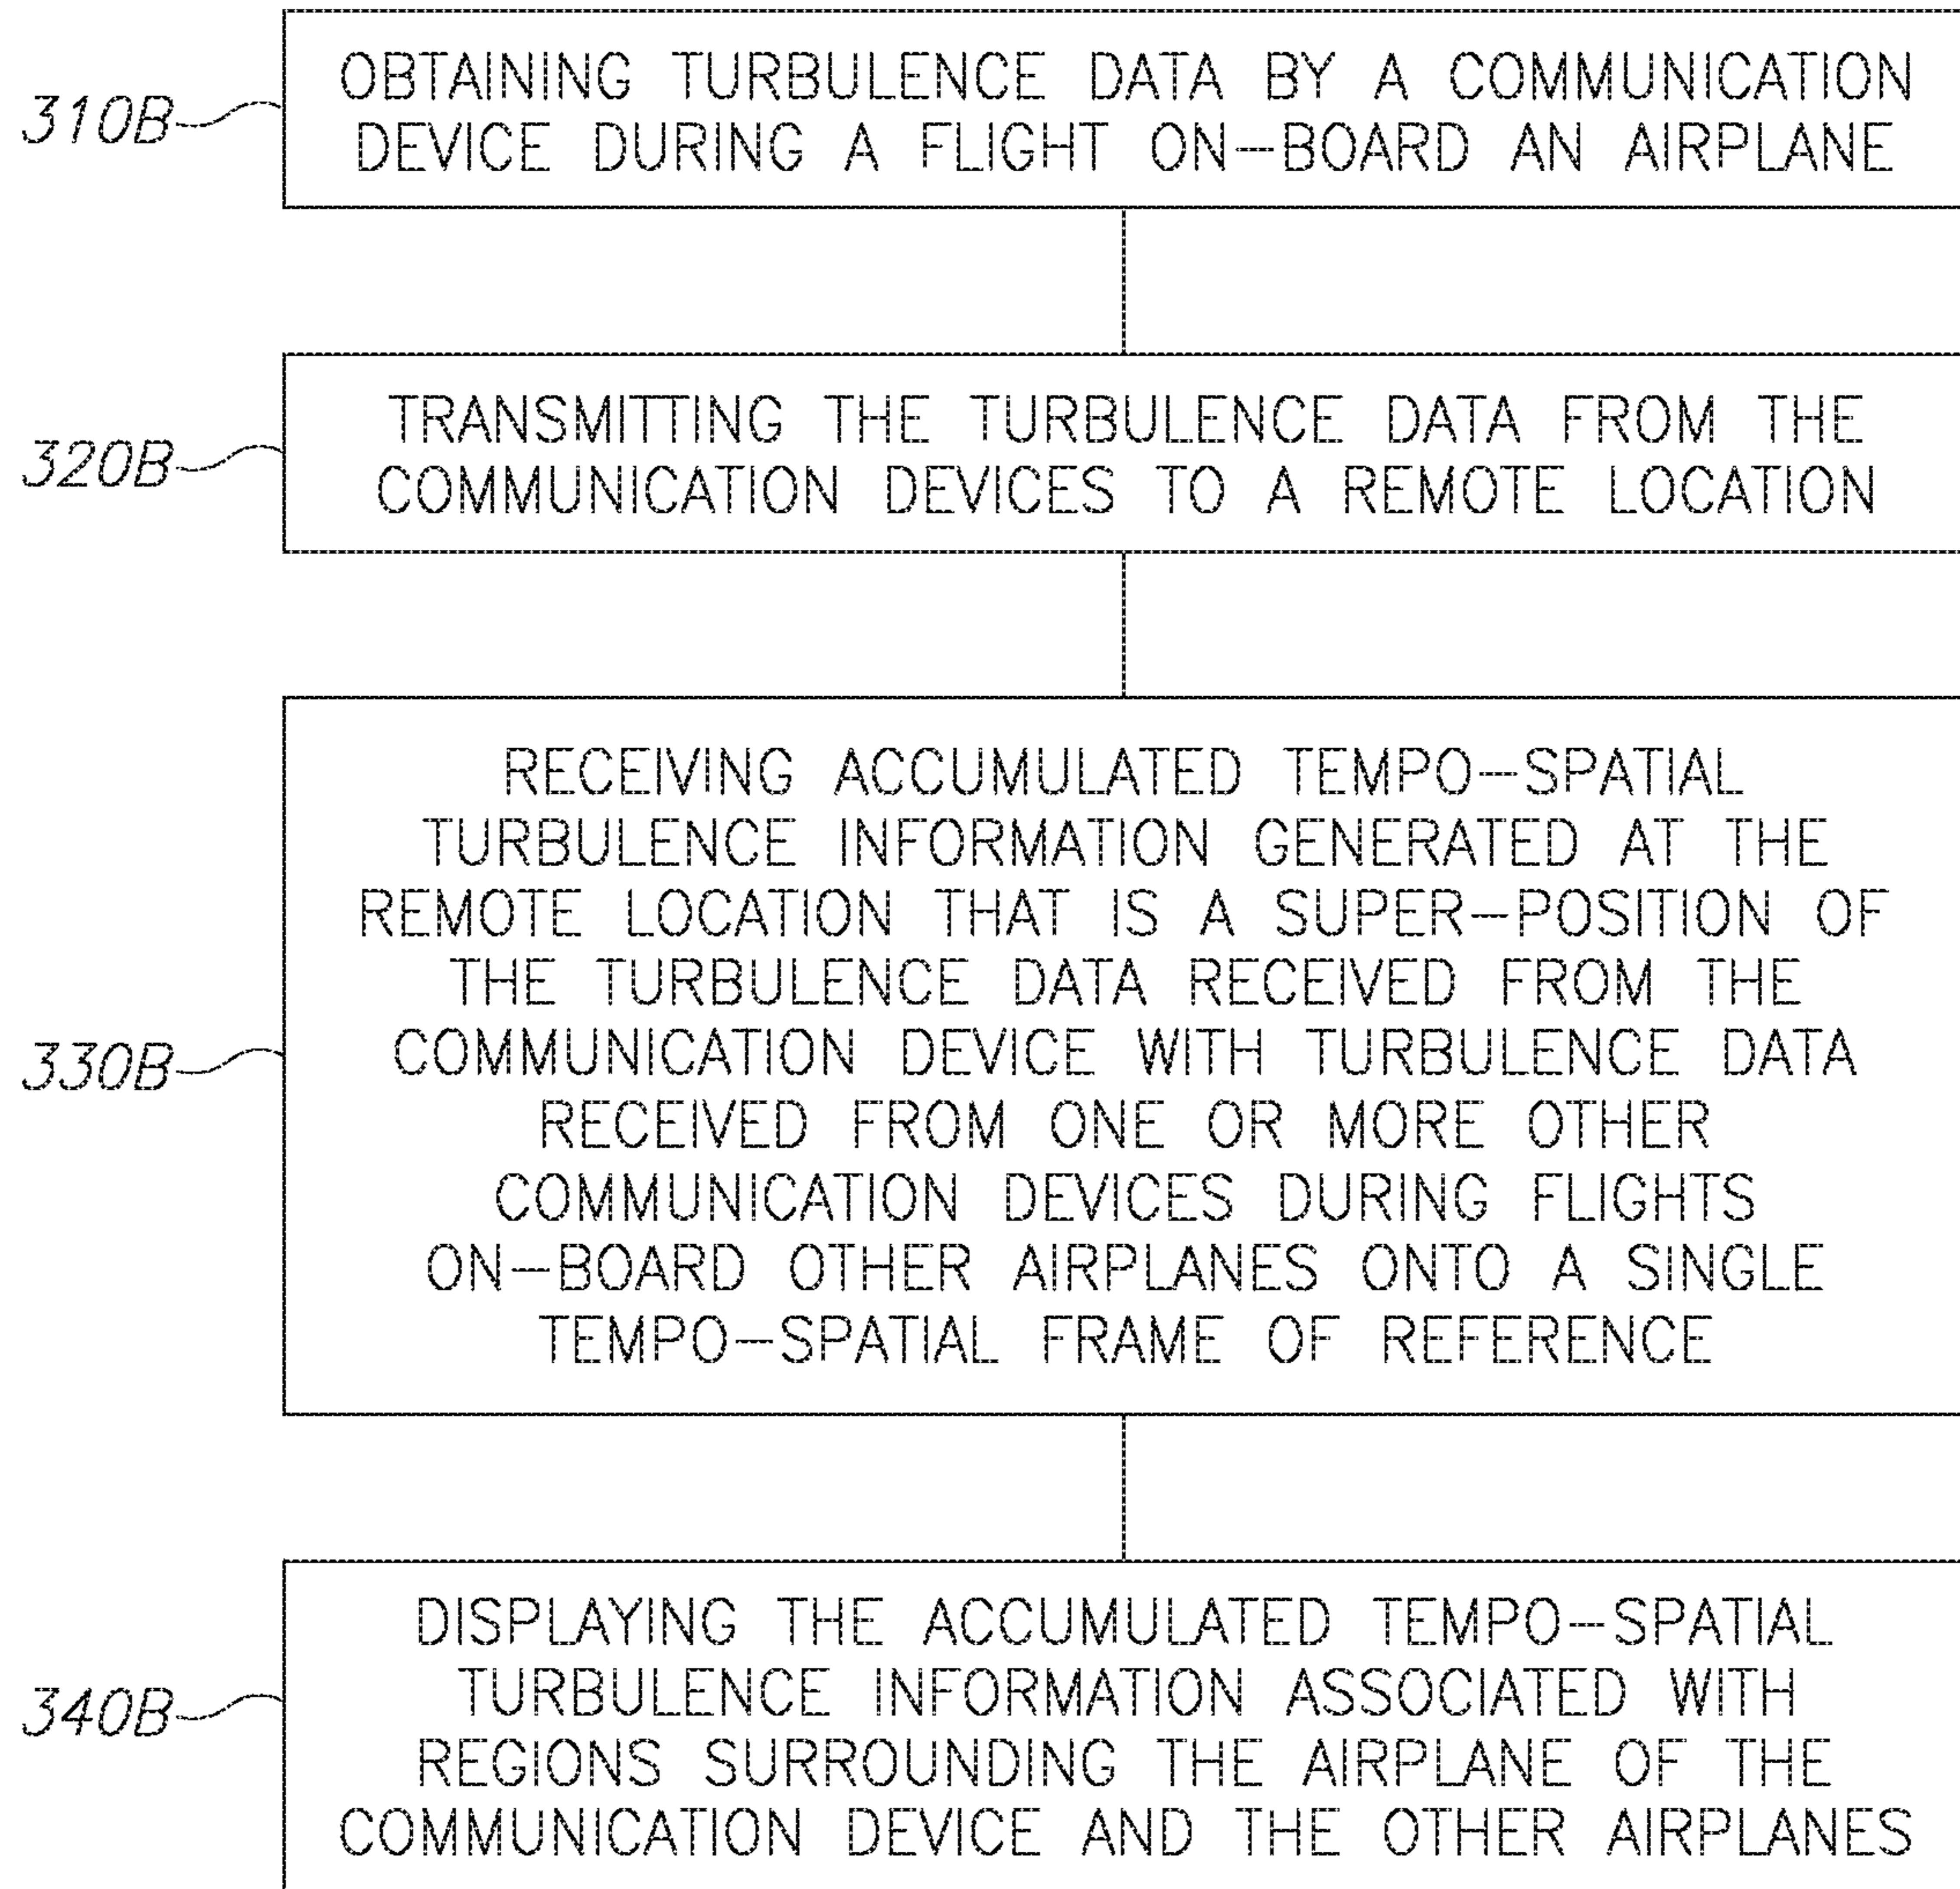 OBTAINING TURBULENCE DATA BY A COMMUNICATION
310B
DEVICE DURING A FLIGHT ON-BOARD AN AIRPLANE
TRANSMITTING THE TURBULENCE DATA FROM THE
320B
COMMUNICATION DEVICES TO A REMOTE LOCATION
RECEIVING ACCUMULATED TEMPO-SPATIAL
TURBULENCE INFORMATION GENERATED AT THE
REMOTE LOCATION THAT IS A SUPER-POSITION OF
THE TURBULENCE DATA RECEIVED FROM THE
330B
COMMUNICATION DEVICE WITH TURBULENCE DATA
RECEIVED FROM ONE OR MORE OTHER
COMMUNICATION DEVICES DURING FLIGHTS
ON-BOARD OTHER AIRPLANES ONTO A SINGLE
TEMPO-SPATIAL FRAME OF REFERENCE
DISPLAYING THE ACCUMULATED TEMPO-SPATIAL
340B
TURBULENCE INFORMATION ASSOCIATED WITH
REGIONS SURROUNDING THE AIRPLANE OF THE
COMMUNICATION DEVICE AND THE OTHER AIRPLANES